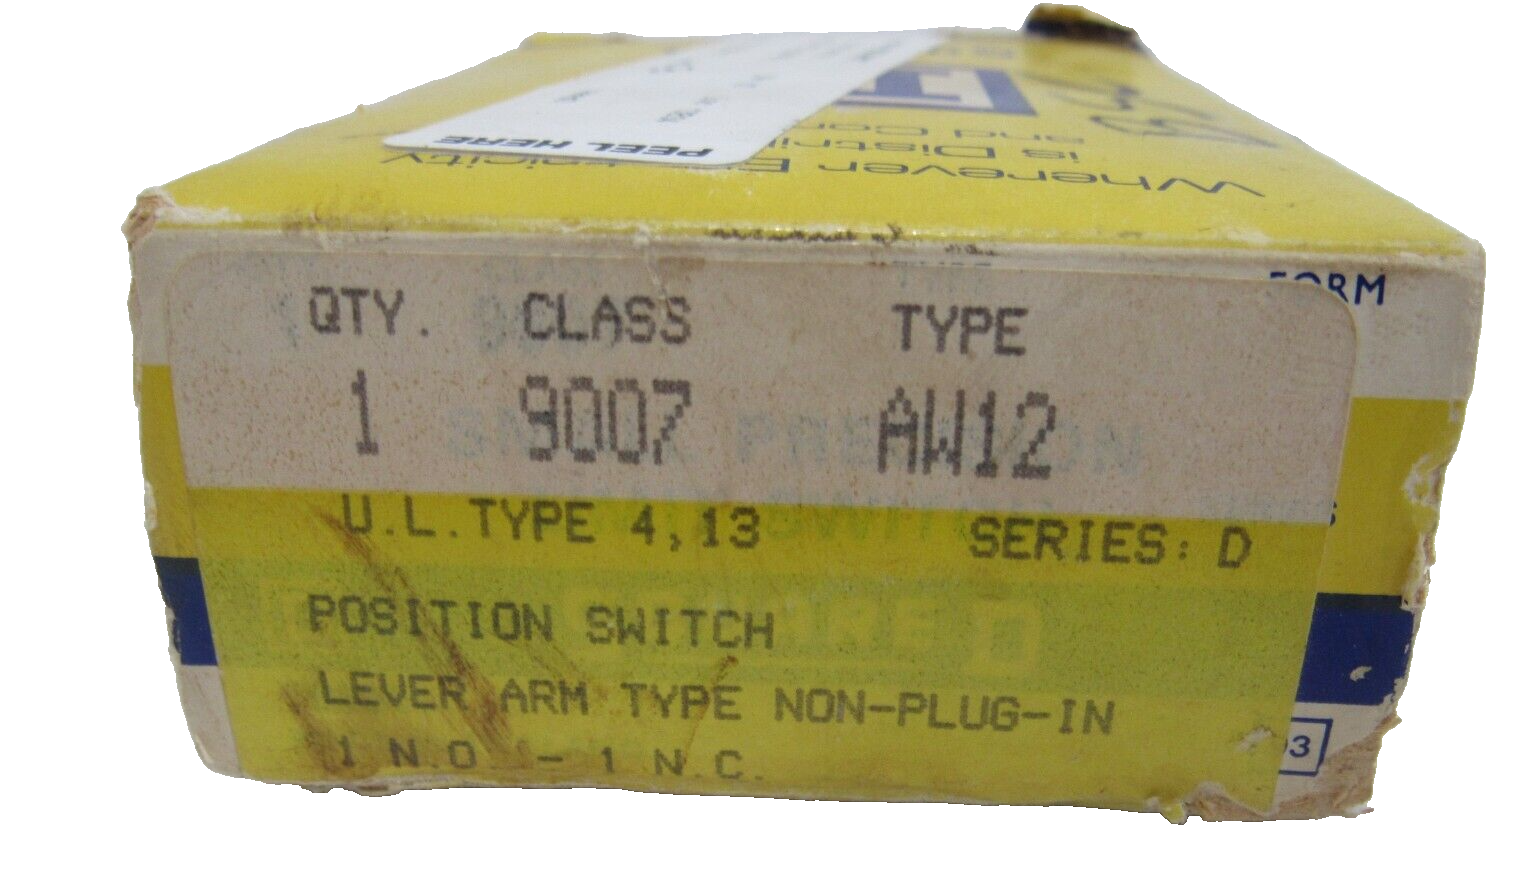 PEEL HERE
Wherever E tricity
is Distri
and Con
FORM
QTY. CLASS TYPE
1 9007 AW12
U.L. TYPE 4,13 SERIES: D
POSITION SWITCH
LEVER ARM TYPE NON-PLUG-IN
1 N.O. - 1 N.C.